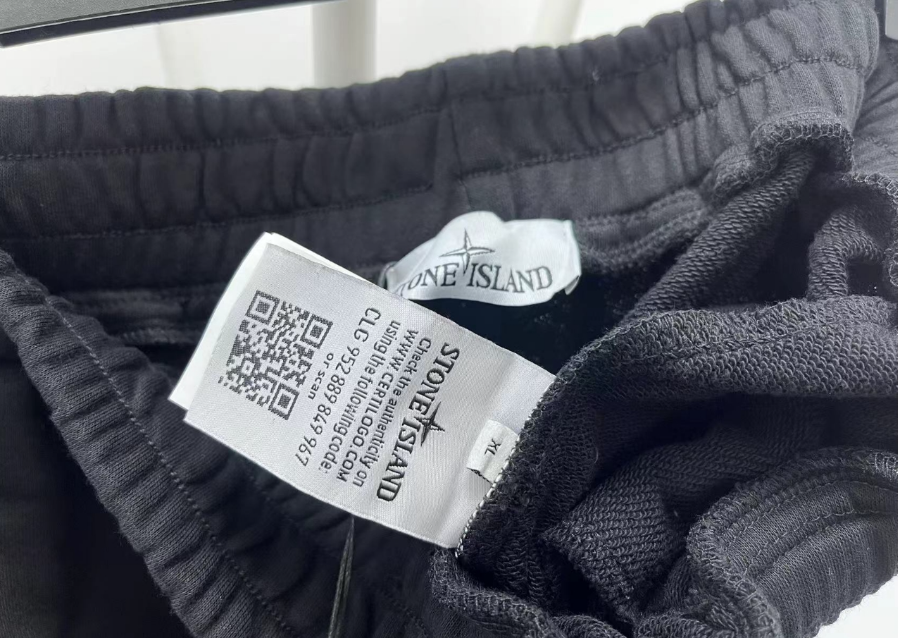 TONE ISLAND
STONE ISLAND
Check the authenticity on
WWW.CERTILOGO.COM
using the following code:
CLG 952 889 849 967
or scan
XL